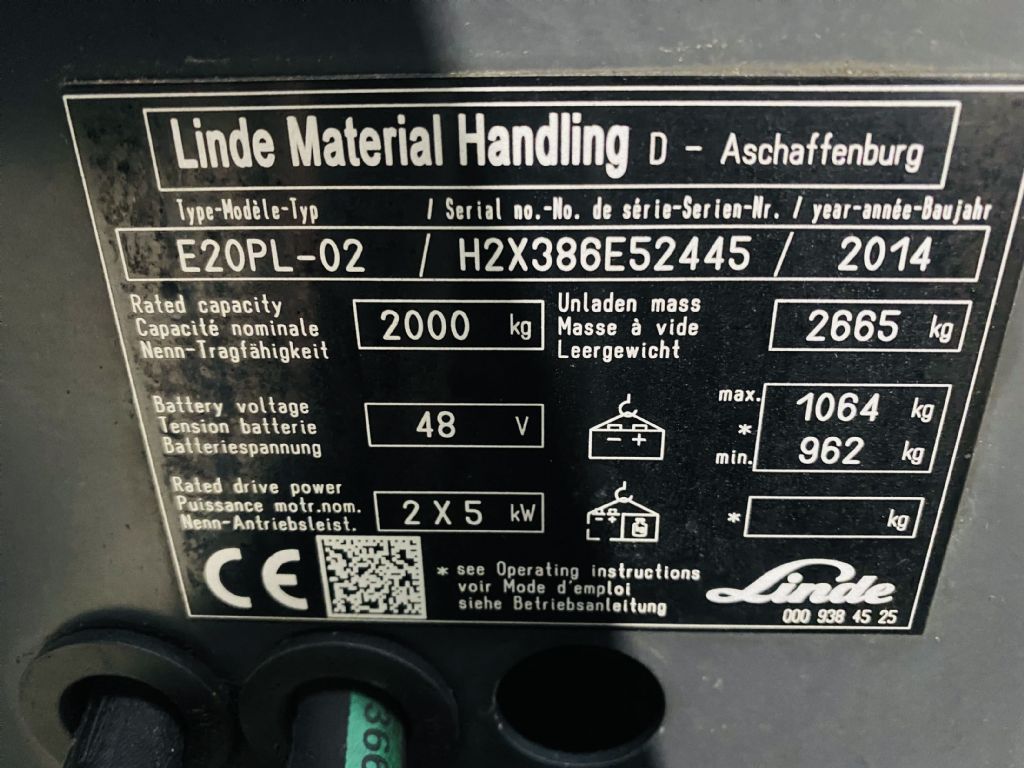 Linde Material Handling D - Aschaffenburg
Type-Modèle-Typ / Serial no.-No. de série-Serien-Nr. / year-année-Baujahr
E20PL-02 / H2X386E52445 / 2014
Rated capacity
Capacité nominale
Nenn-Tragfähigkeit
2000 kg
Unladen mass
Masse à vide
Leergewicht
2665 kg
Battery voltage
Tension batterie
Batteriespannung
48 V
- +
max. 1064 kg
*
min. 962 kg
Rated drive power
Puissance motr.nom.
Nenn-Antriebsleist.
2 X 5 kW
- +
* kg
CE
* see Operating instructions
voir Mode d'emploi
siehe Betriebsanleitung
Linde
000 938 45 25
366